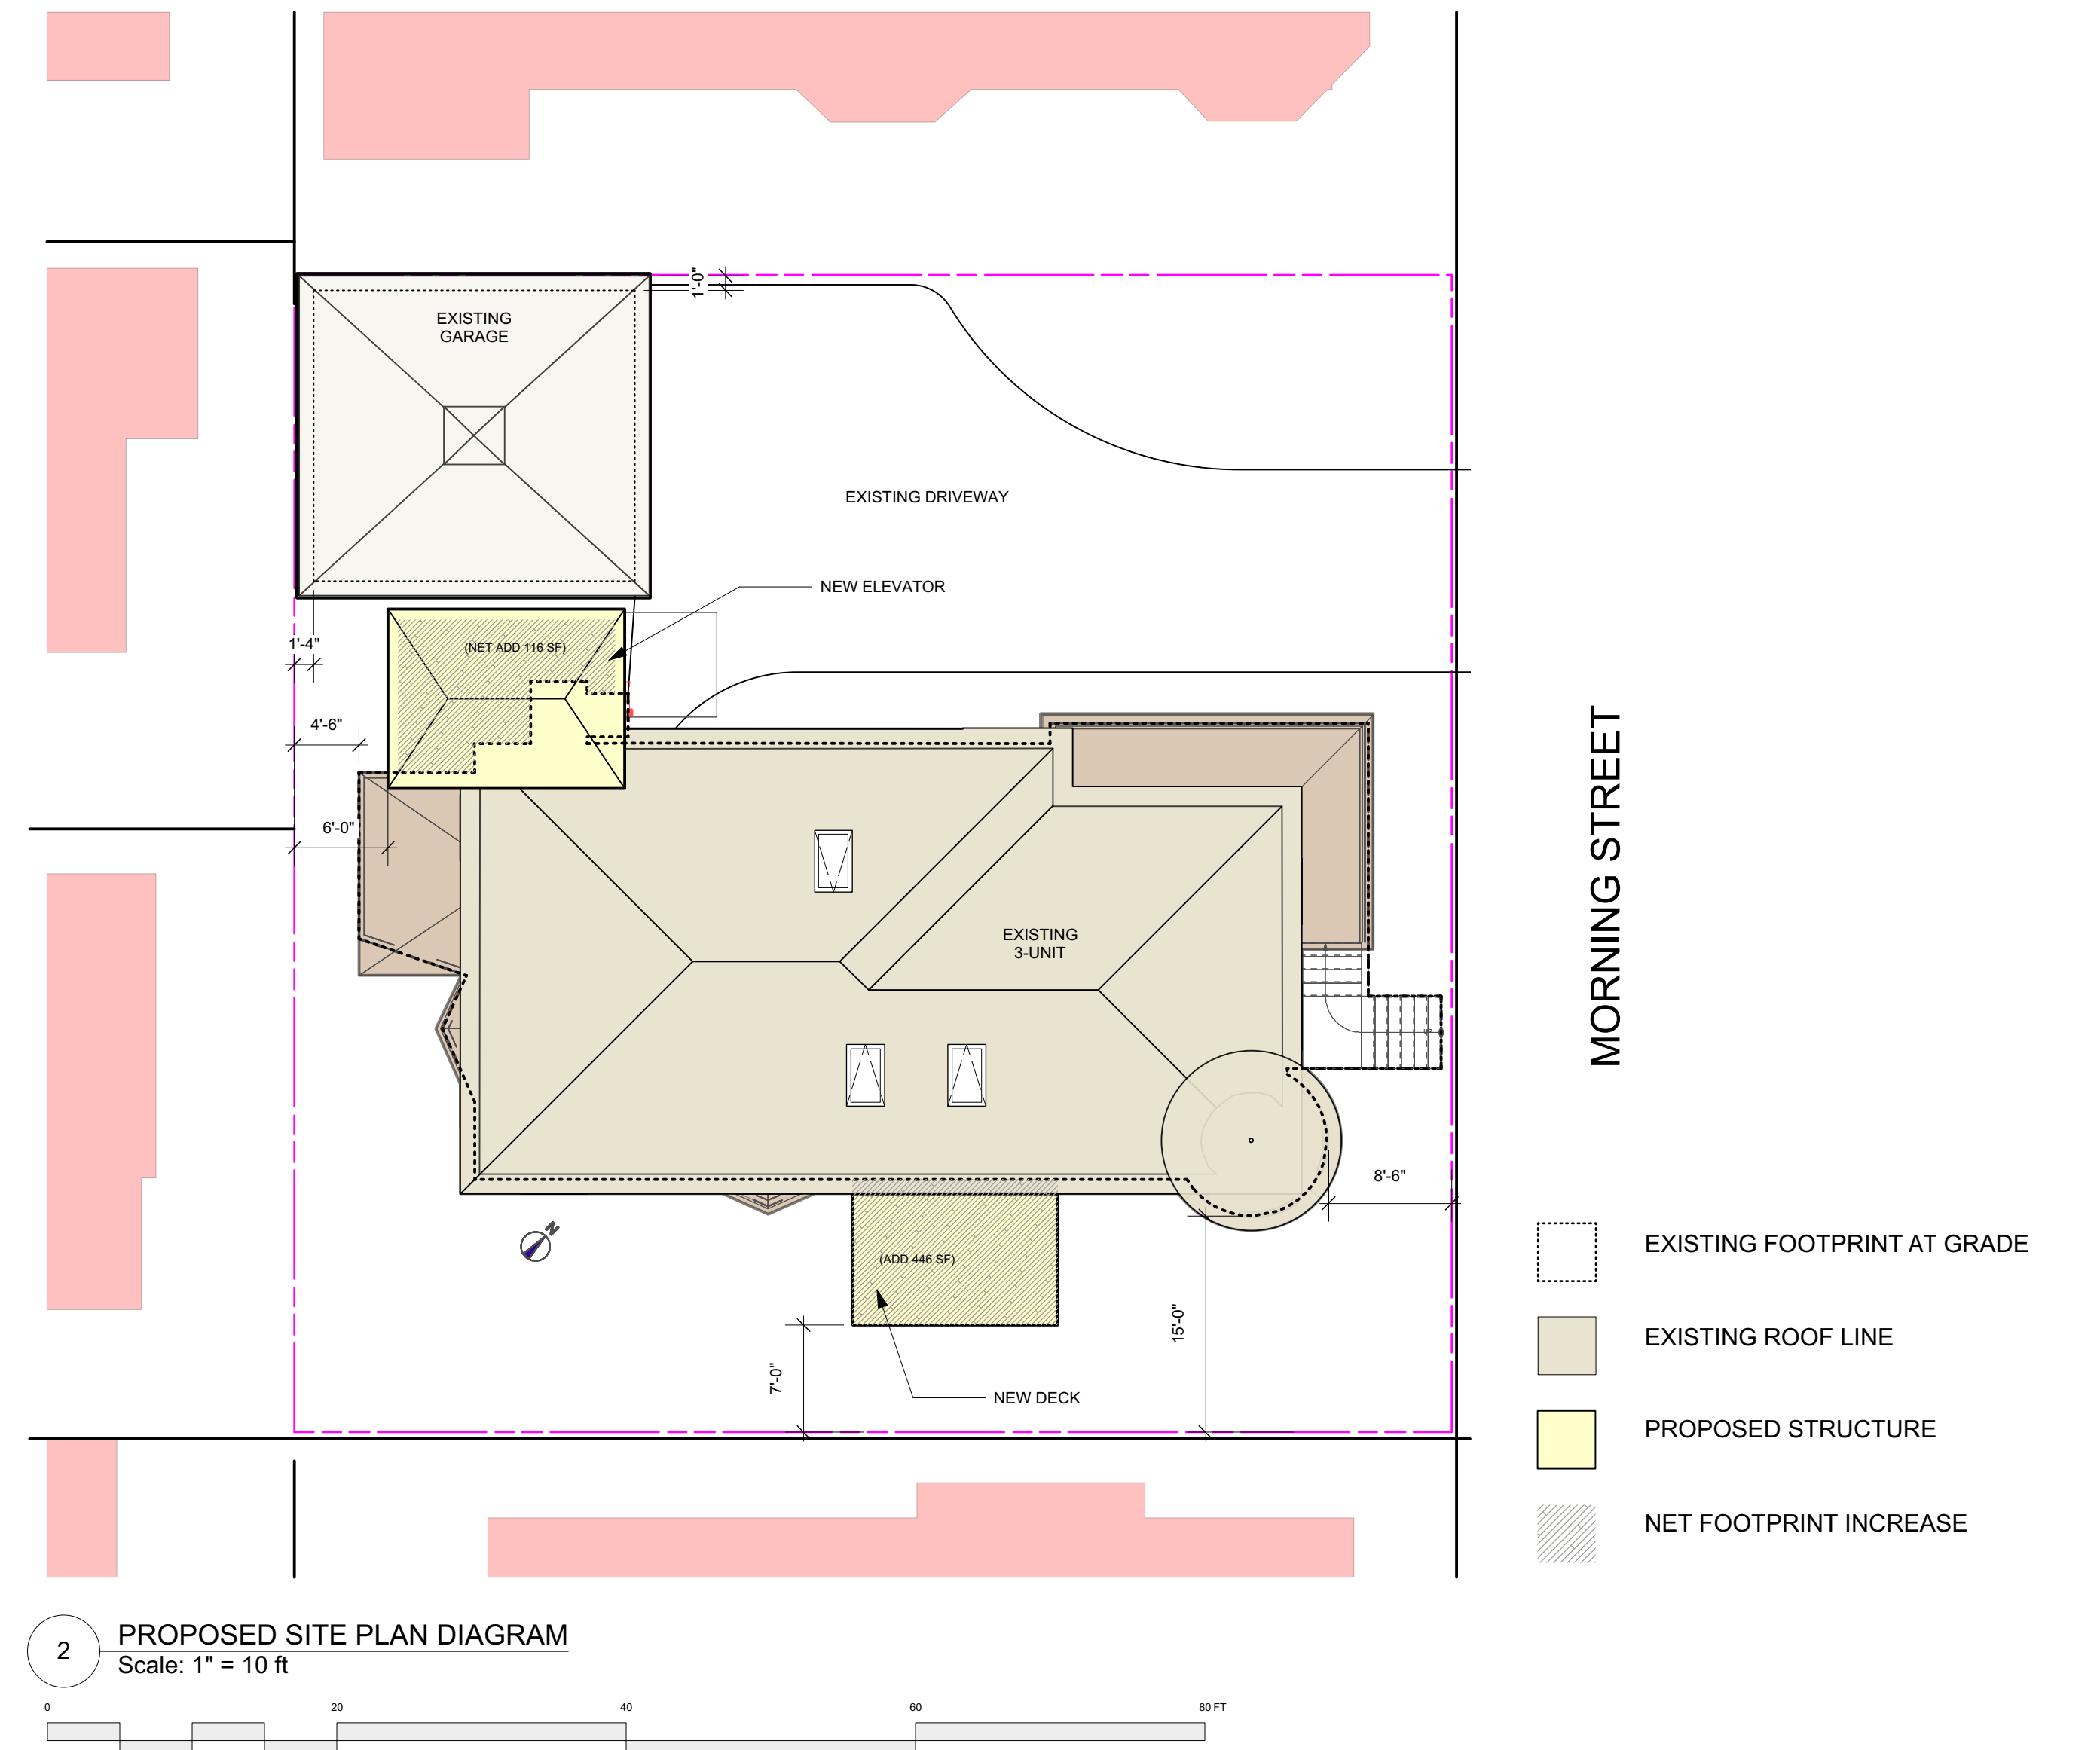 1'-0"
EXISTING
GARAGE
EXISTING DRIVEWAY
NEW ELEVATOR
(NET ADD 116 SF)
1'-4"
4'-6"
6'-0"
EXISTING
3-UNIT
MORNING STREET
8'-6"
N
(ADD 446 SF)
15'-0"
7'-0"
NEW DECK
EXISTING FOOTPRINT AT GRADE
EXISTING ROOF LINE
PROPOSED STRUCTURE
NET FOOTPRINT INCREASE
2
PROPOSED SITE PLAN DIAGRAM
Scale: 1" = 10 ft
0 20 40 60 80 FT